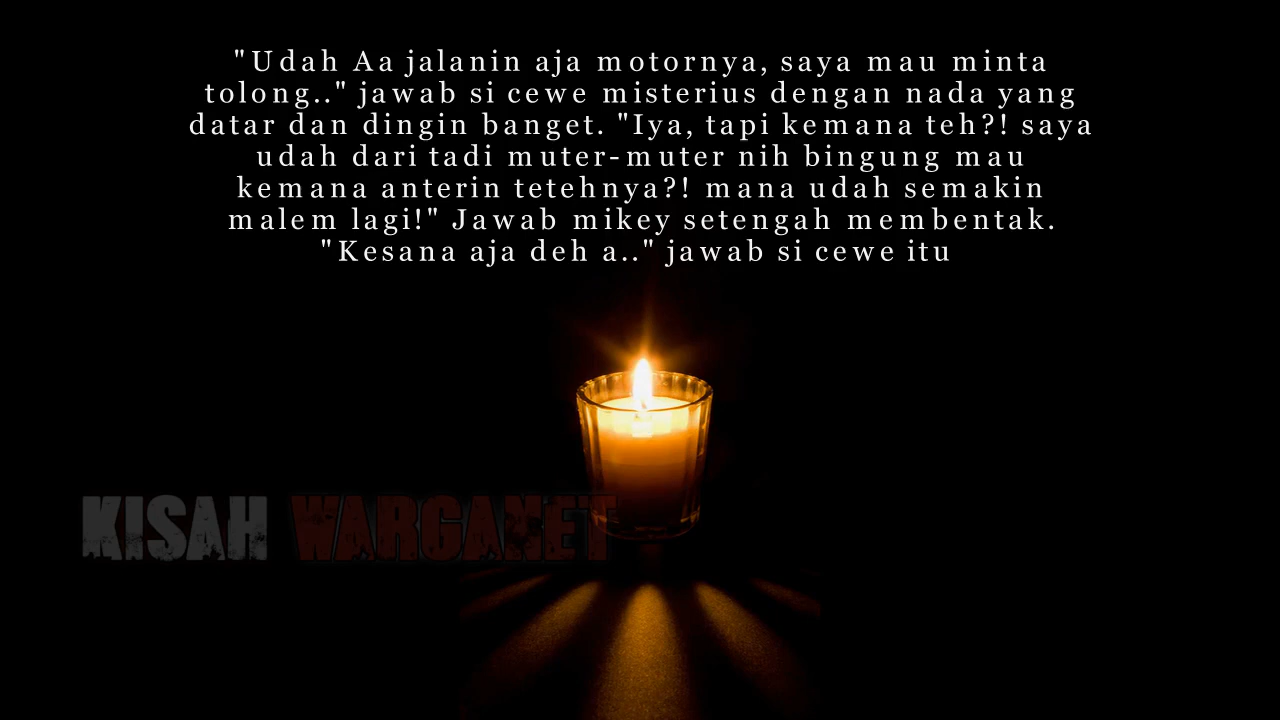 "Udah Aa jalanin aja motornya, saya mau minta
tolong.." jawab si cewe misterius dengan nada yang
datar dan dingin banget. "Iya, tapi kemana teh?! saya
udah dari tadi muter-muter nih bingung mau
kemana anterin tetehnya?! mana udah semakin
malem lagi!" Jawab mikey setengah membentak.
"Kesana aja deh a.." jawab si cewe itu
KISAH WARGANET